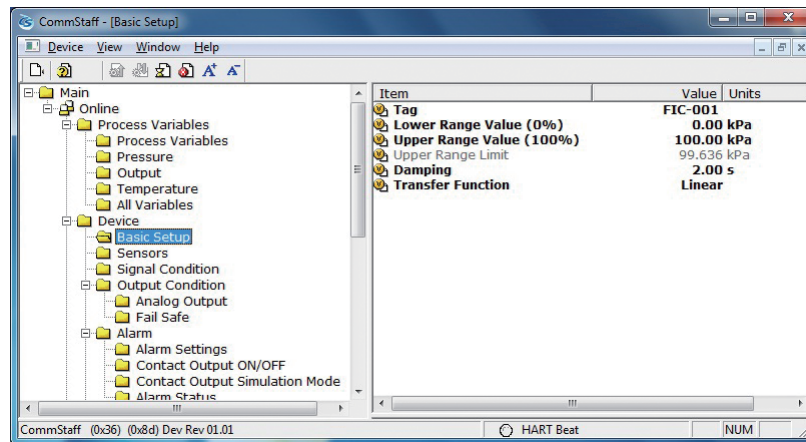 CommStaff - [Basic Setup]
Device View Window Help
Main
Online
Process Variables
Process Variables
Pressure
Output
Temperature
All Variables
Device
Basic Setup
Sensors
Signal Condition
Output Condition
Analog Output
Fail Safe
Alarm
Alarm Settings
Contact Output ON/OFF
Contact Output Simulation Mode
Alarm Status
Item Value Units
Tag FIC-001
Lower Range Value (0%) 0.00 kPa
Upper Range Value (100%) 100.00 kPa
Upper Range Limit 99.636 kPa
Damping 2.00 s
Transfer Function Linear
CommStaff (0x36) (0x8d) Dev Rev 01.01 HART Beat NUM